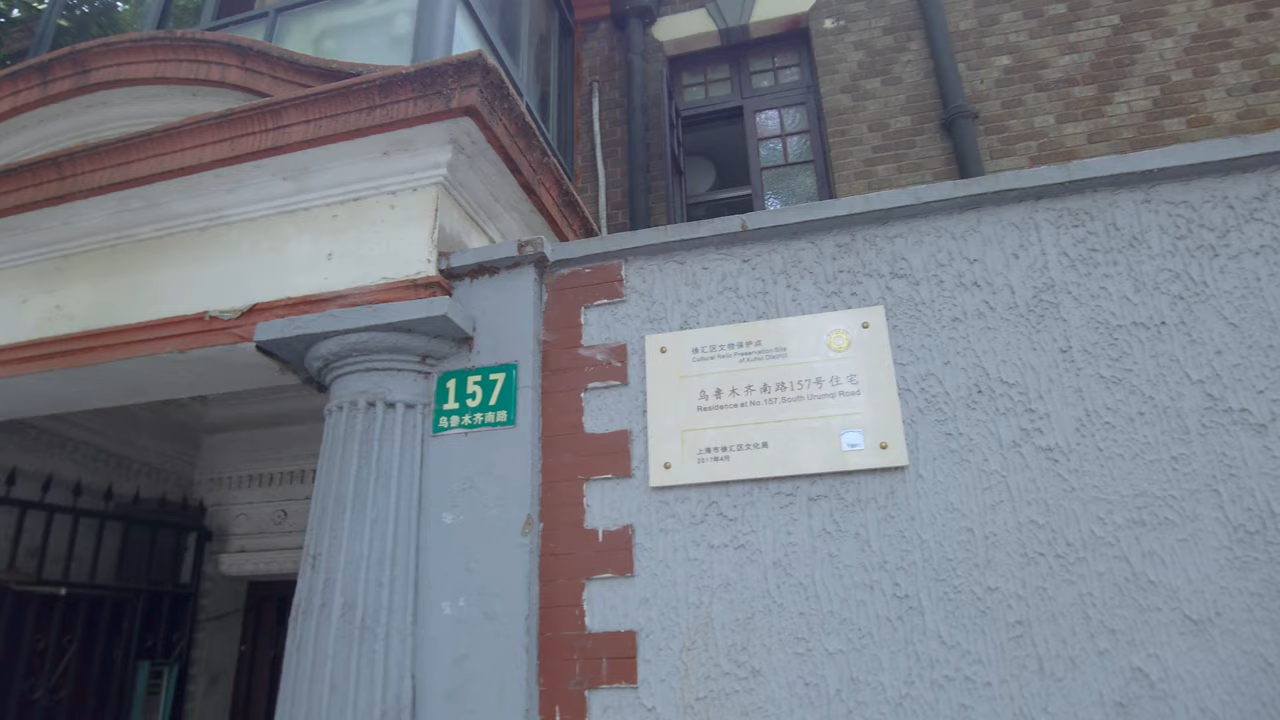 157
乌鲁木齐南路
徐汇区文物保护点
Cultural Relic Preservation Site
of Xuhui District
乌鲁木齐南路157号住宅
Residence at No.157,South Urumqi Road
上海市徐汇区文化局
2017年4月